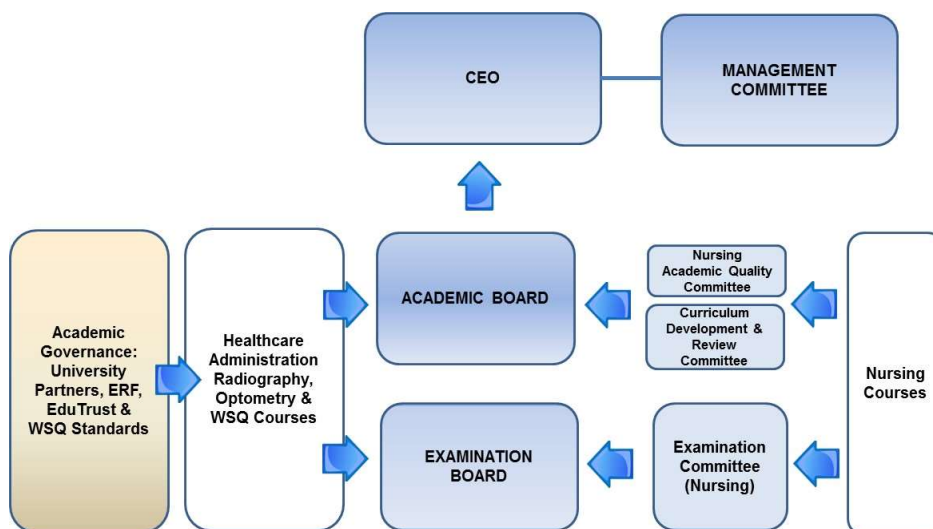 CEO
MANAGEMENT
COMMITTEE
Academic
Governance:
University
Partners, ERF,
EduTrust &
WSQ Standards
Healthcare
Administration
Radiography,
Optometry &
WSQ Courses
ACADEMIC BOARD
Nursing
Academic Quality
Committee
Curriculum
Development &
Review
Committee
Nursing
Courses
EXAMINATION
BOARD
Examination
Committee
(Nursing)